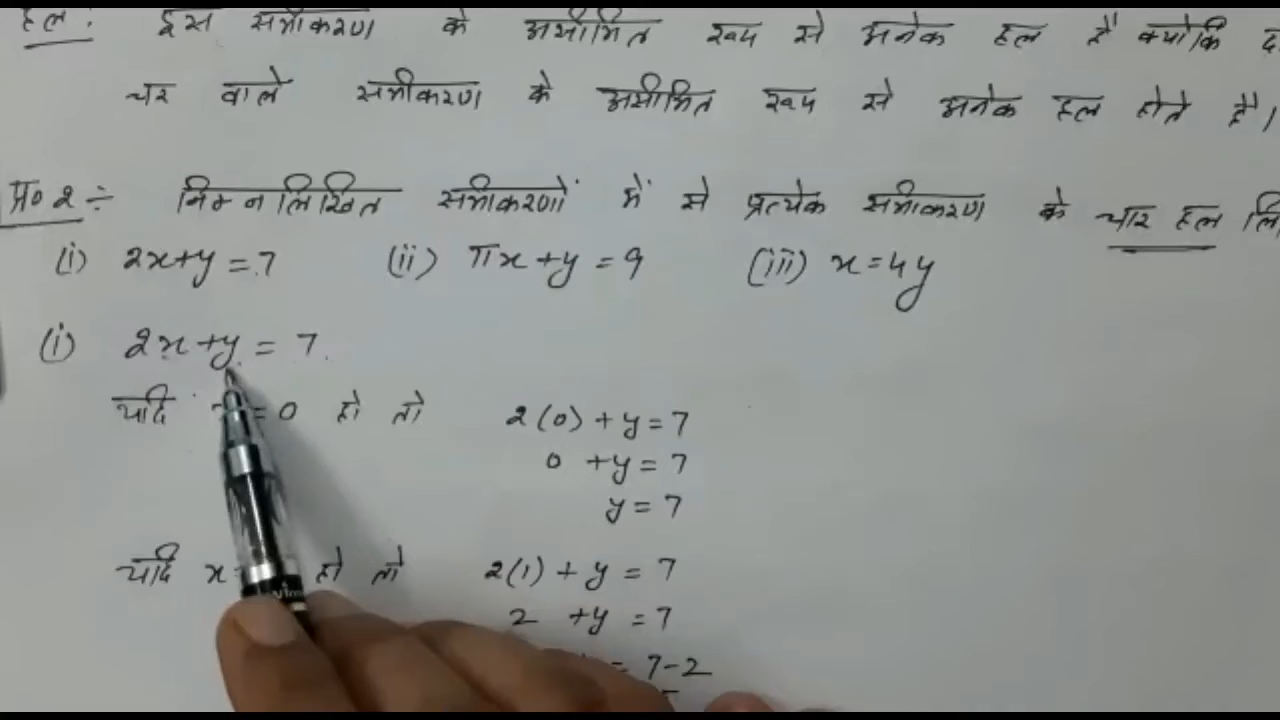 हल: इस समीकरण के असीमित रूप से अनेक हल हैं क्योंकि
चर वाले समीकरण के असीमित रूप से अनेक हल होते हैं।
प्र० 2 ÷ निम्नलिखित समीकरणों में से प्रत्येक समीकरण के चार हल
(i) 2x+y = 7 (ii) πx + y = 9 (iii) x = 4y
(i) 2x + y = 7
यदि = 0 हो तो 2(0) + y = 7
0 + y = 7
y = 7
यदि x हो तो 2(1) + y = 7
2 + y = 7
= 7-2